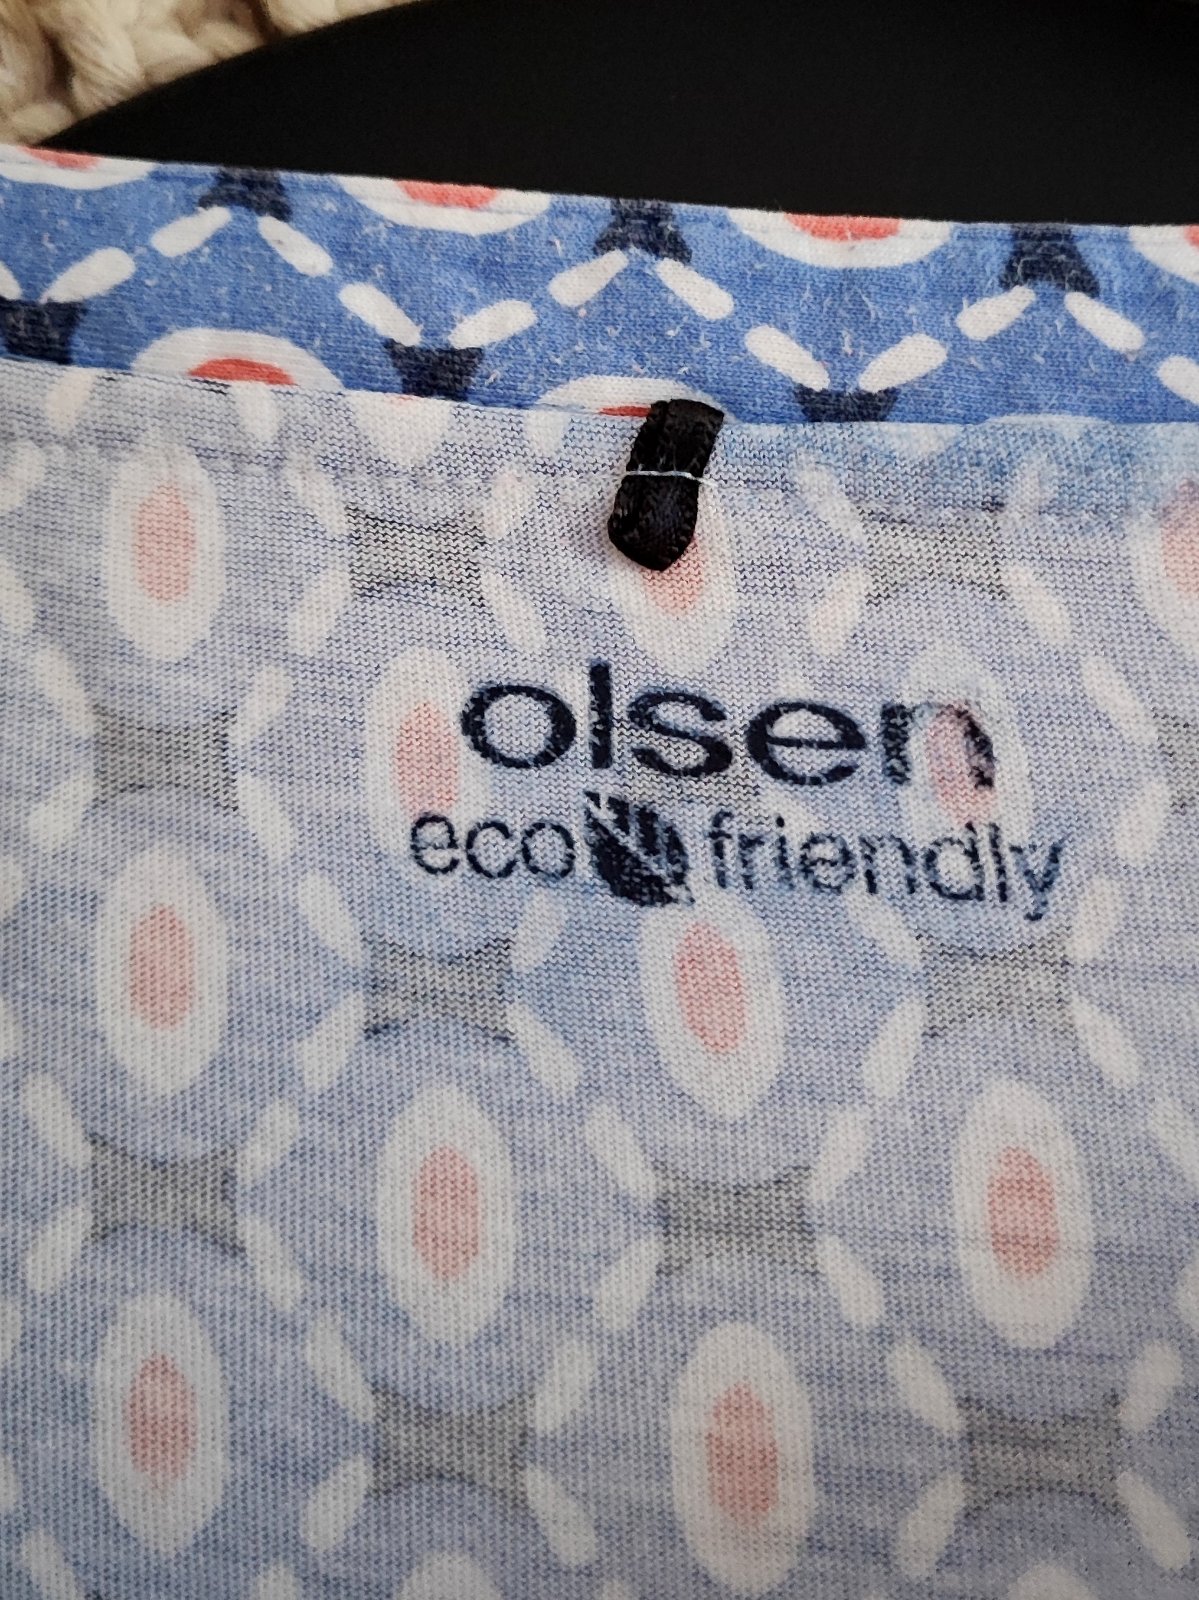 olsen
eco friendly